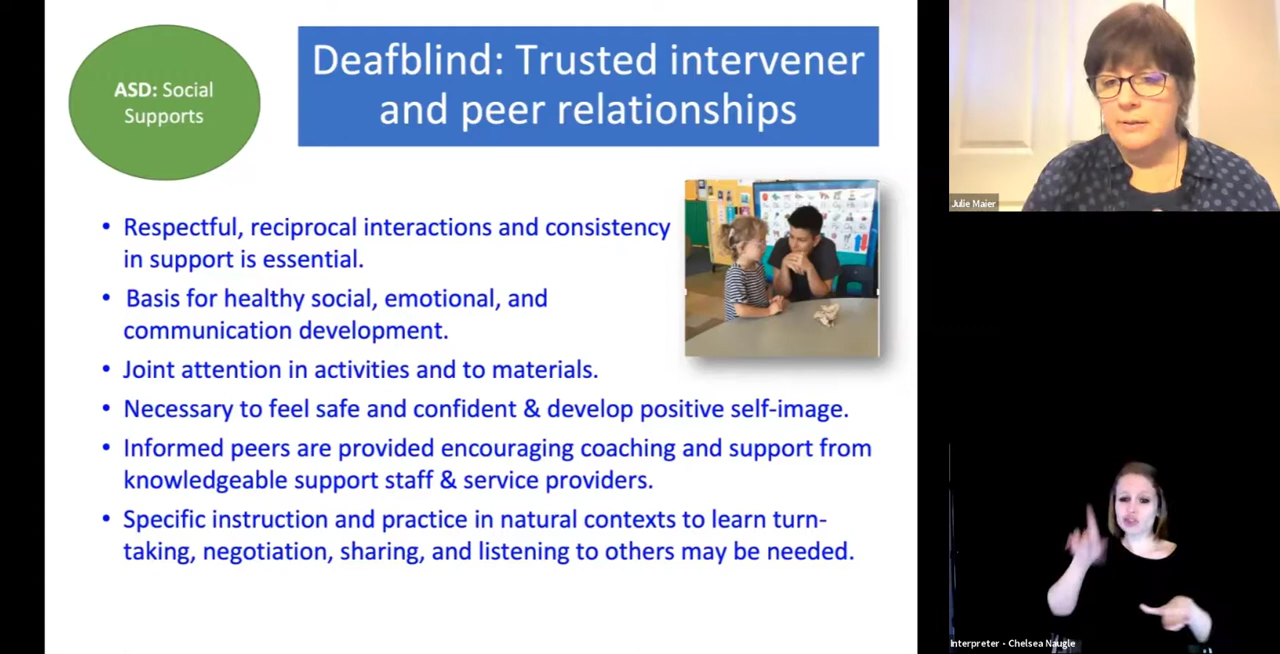 ASD: Social
Supports
Deafblind: Trusted intervener
and peer relationships
• Respectful, reciprocal interactions and consistency
in support is essential.
• Basis for healthy social, emotional, and
communication development.
• Joint attention in activities and to materials.
• Necessary to feel safe and confident & develop positive self-image.
• Informed peers are provided encouraging coaching and support from
knowledgeable support staff & service providers.
• Specific instruction and practice in natural contexts to learn turn-
taking, negotiation, sharing, and listening to others may be needed.
Julie Maier
Interpreter - Chelsea Naugle